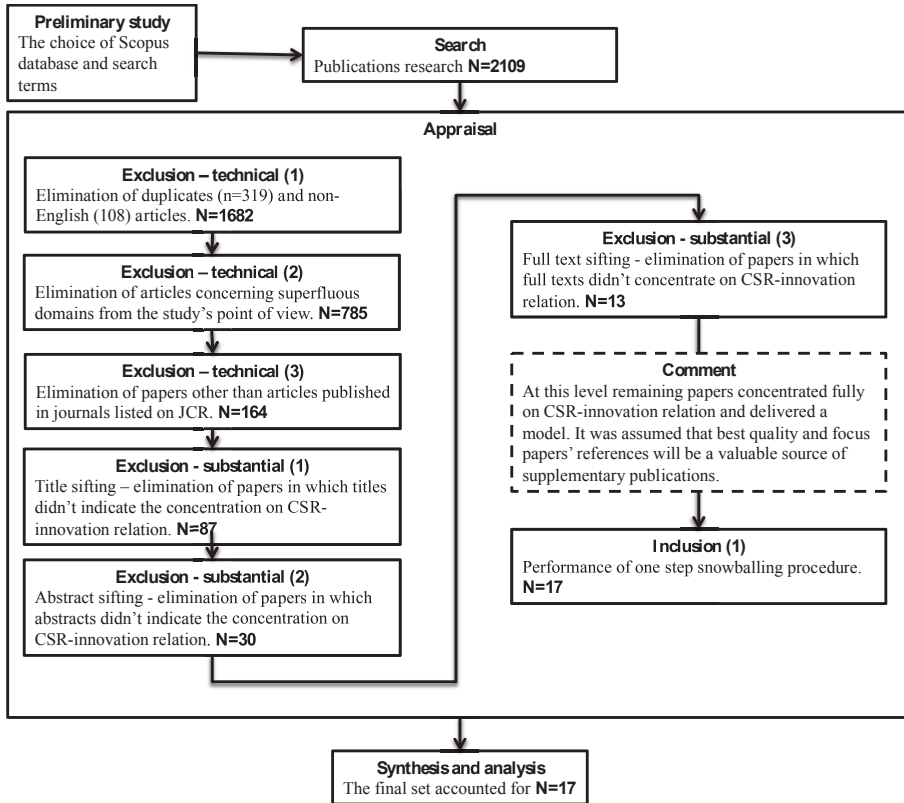 Preliminary study
The choice of Scopus
database and search
terms
Search
Publications research N=2109
Appraisal
Exclusion – technical (1)
Elimination of duplicates (n=319) and non-
English (108) articles. N=1682
Exclusion – technical (2)
Elimination of articles concerning superfluous
domains from the study's point of view. N=785
Exclusion – technical (3)
Elimination of papers other than articles published
in journals listed on JCR. N=164
Exclusion - substantial (1)
Title sifting – elimination of papers in which titles
didn't indicate the concentration on CSR-
innovation relation. N=87
Exclusion - substantial (2)
Abstract sifting - elimination of papers in which
abstracts didn't indicate the concentration on
CSR-innovation relation. N=30
Exclusion - substantial (3)
Full text sifting - elimination of papers in which
full texts didn't concentrate on CSR-innovation
relation. N=13
Comment
At this level remaining papers concentrated fully
on CSR-innovation relation and delivered a
model. It was assumed that best quality and focus
papers' references will be a valuable source of
supplementary publications.
Inclusion (1)
Performance of one step snowballing procedure.
N=17
Synthesis and analysis
The final set accounted for N=17